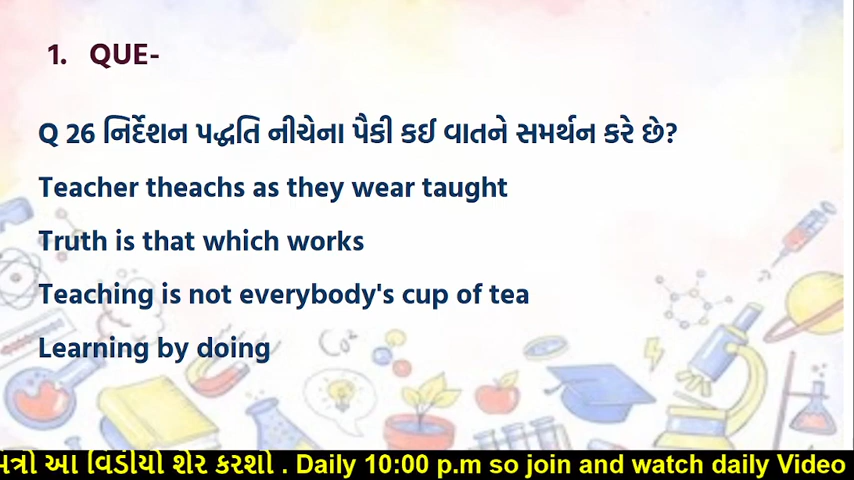 1. QUE-
Q 26 નિર્દેશન પદ્ધતિ નીચેના પૈકી કઈ વાતને સમર્થન કરે છે?
Teacher theachs as they wear taught
Truth is that which works
Teaching is not everybody's cup of tea
Learning by doing
આ વિડીયો શેર કરશો . Daily 10:00 p.m so join and watch daily Video